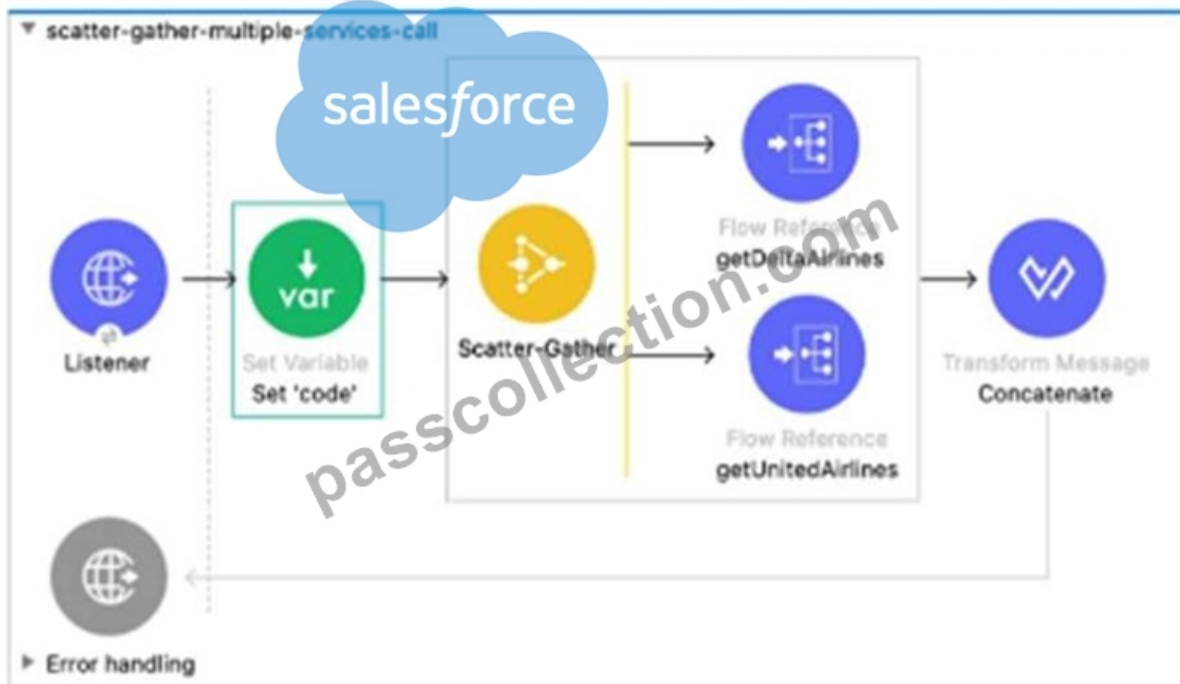 scatter-gather-multiple-services-call
salesforce
Listener
var
Set Variable
Set 'code'
Scatter-Gather
Flow Reference
getDeltaAirlines
Flow Reference
getUnitedAirlines
Transform Message
Concatenate
passcollection.com
Error handling